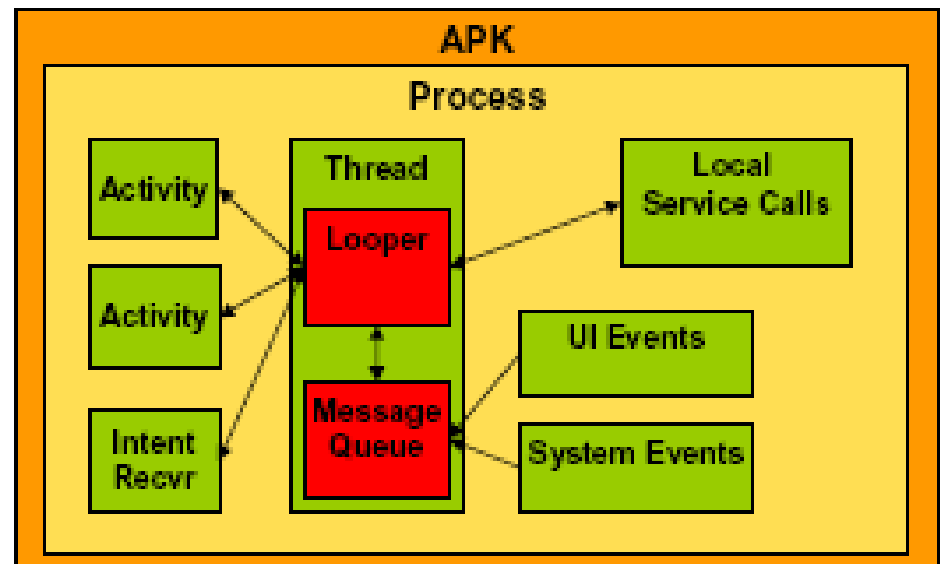 APK
Process
Activity
Activity
Intent
Recvr
Thread
Looper
Message
Queue
Local
Service Calls
UI Events
System Events